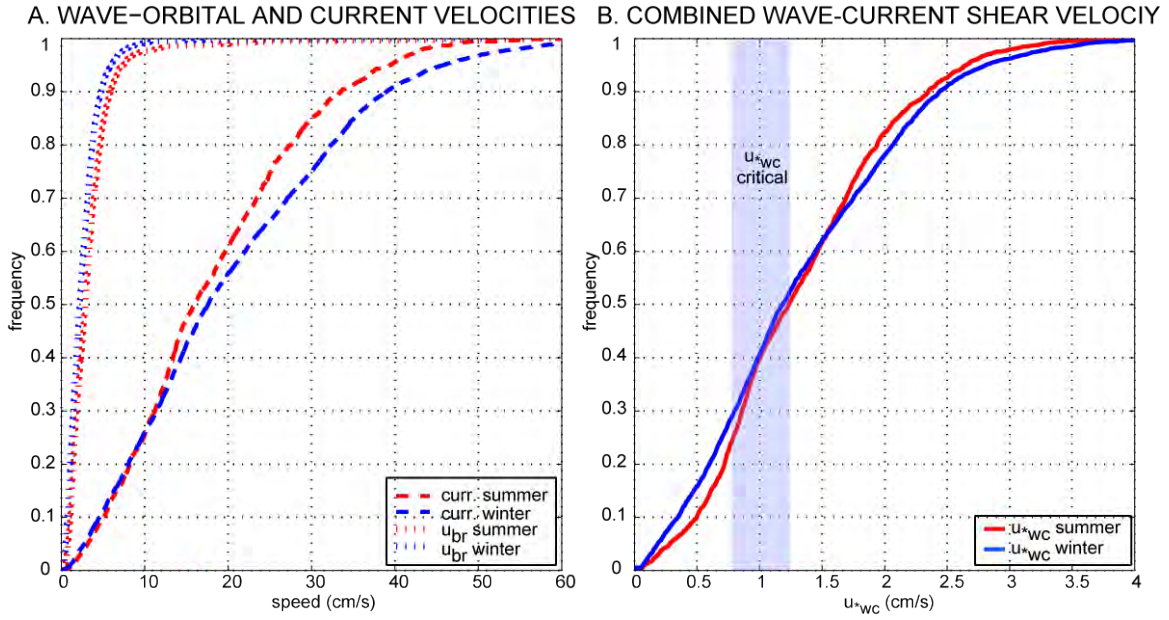 A. WAVE−ORBITAL AND CURRENT VELOCITIES
1
0.9
0.8
0.7
0.6
0.5
0.4
0.3
0.2
0.1
0
frequency
0
10
20
30
40
50
60
speed (cm/s)
curr. summer
curr. winter
u_br summer
u_br winter
B. COMBINED WAVE-CURRENT SHEAR VELOCIY
1
0.9
0.8
0.7
0.6
0.5
0.4
0.3
0.2
0.1
0
frequency
u*wc
critical
0
0.5
1
1.5
2
2.5
3
3.5
4
u*wc (cm/s)
u*wc summer
u*wc winter